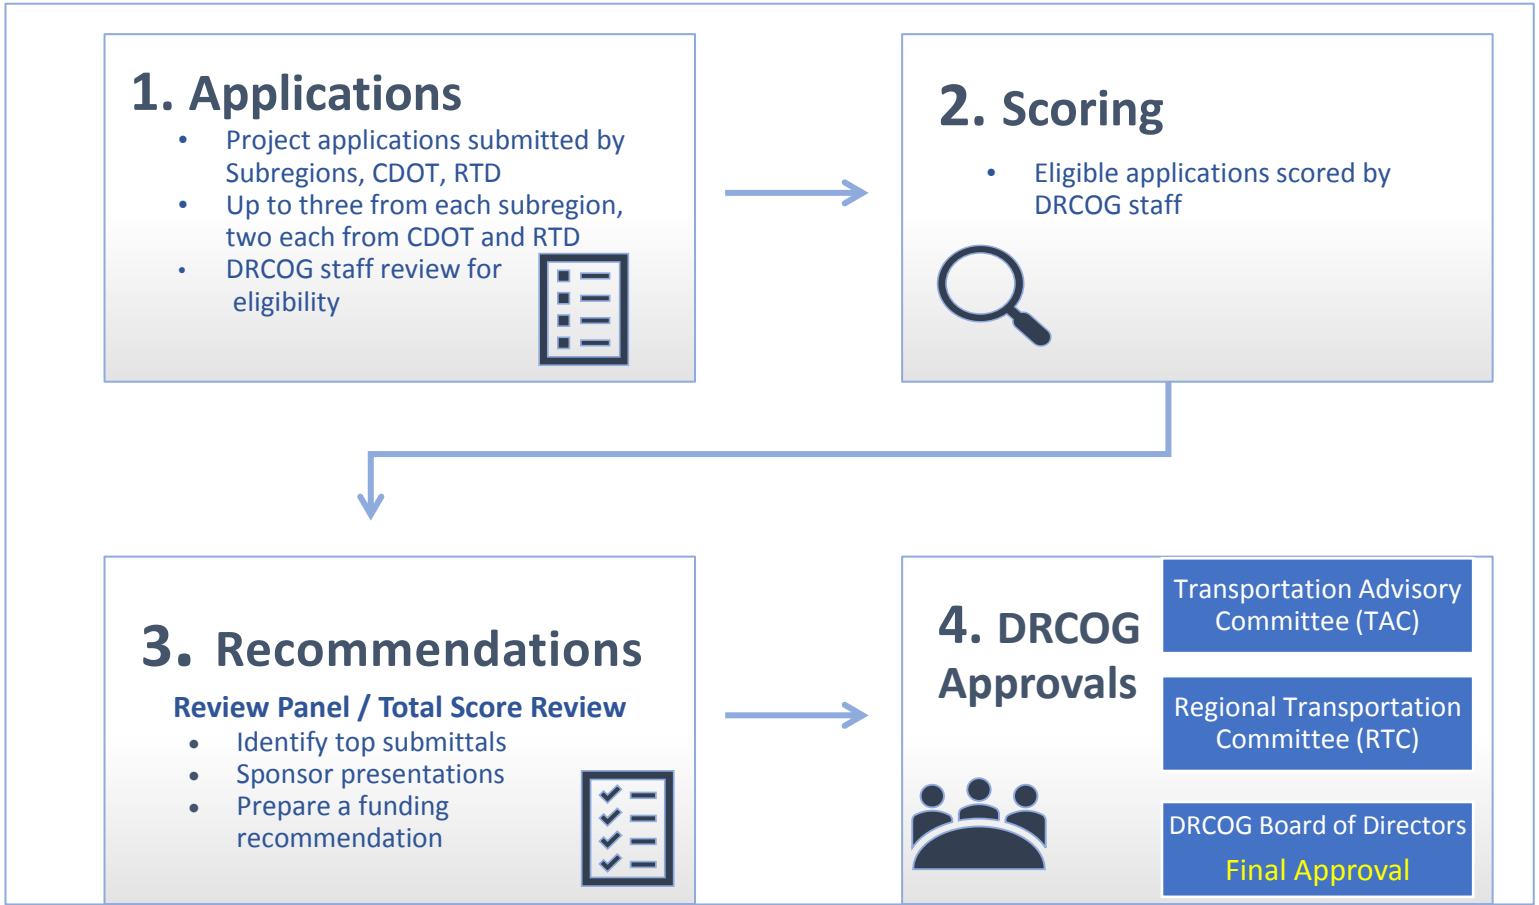 1. Applications
• Project applications submitted by
Subregions, CDOT, RTD
• Up to three from each subregion,
two each from CDOT and RTD
• DRCOG staff review for
eligibility
2. Scoring
• Eligible applications scored by
DRCOG staff
3. Recommendations
Review Panel / Total Score Review
• Identify top submittals
• Sponsor presentations
• Prepare a funding
recommendation
4. DRCOG
Approvals
Transportation Advisory
Committee (TAC)
Regional Transportation
Committee (RTC)
DRCOG Board of Directors
Final Approval